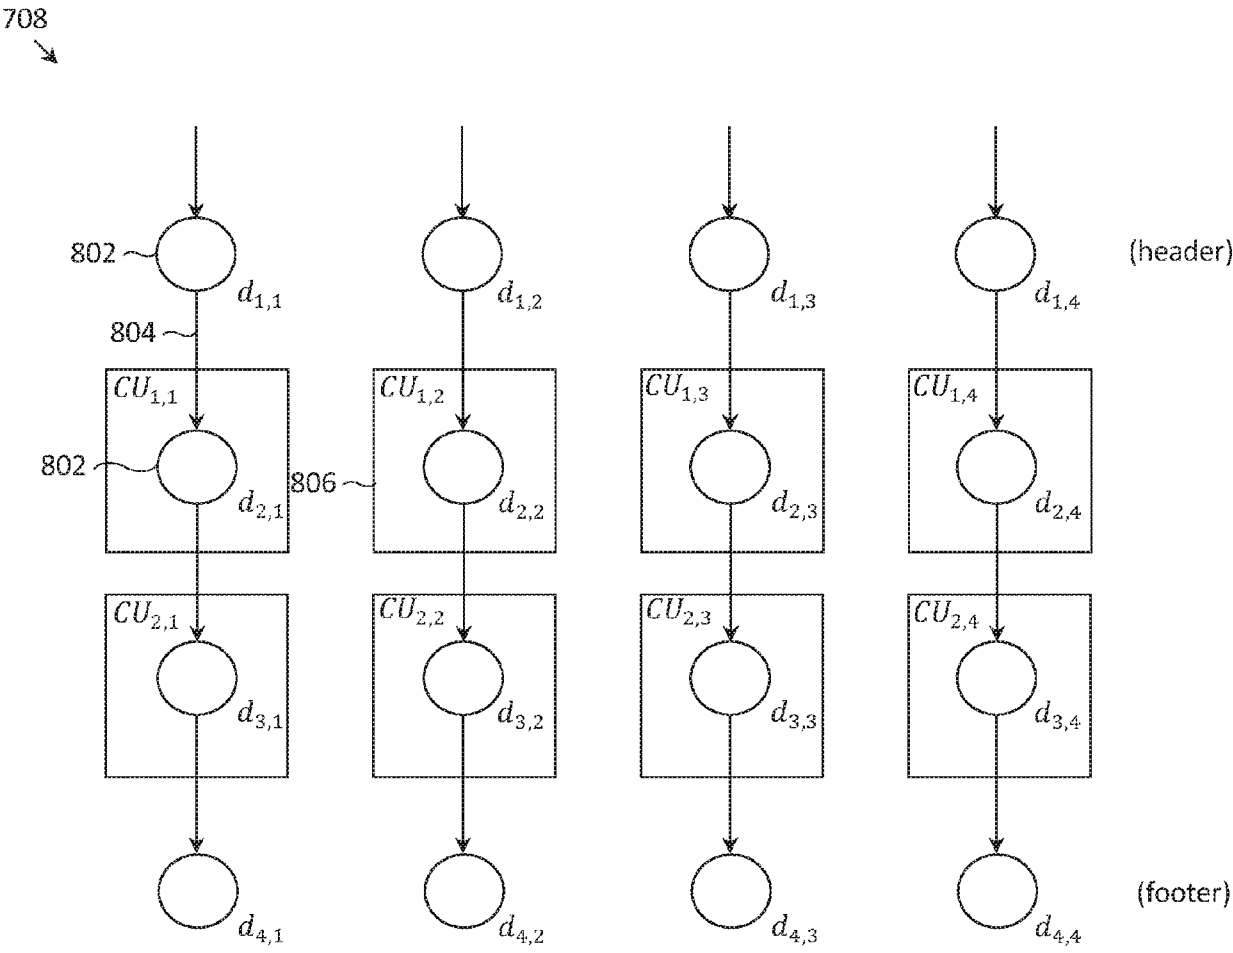 708
802 (header)
d1,1 d1,2 d1,3 d1,4
804
CU1,1 CU1,2 CU1,3 CU1,4
802 806
d2,1 d2,2 d2,3 d2,4
CU2,1 CU2,2 CU2,3 CU2,4
d3,1 d3,2 d3,3 d3,4
(footer)
d4,1 d4,2 d4,3 d4,4